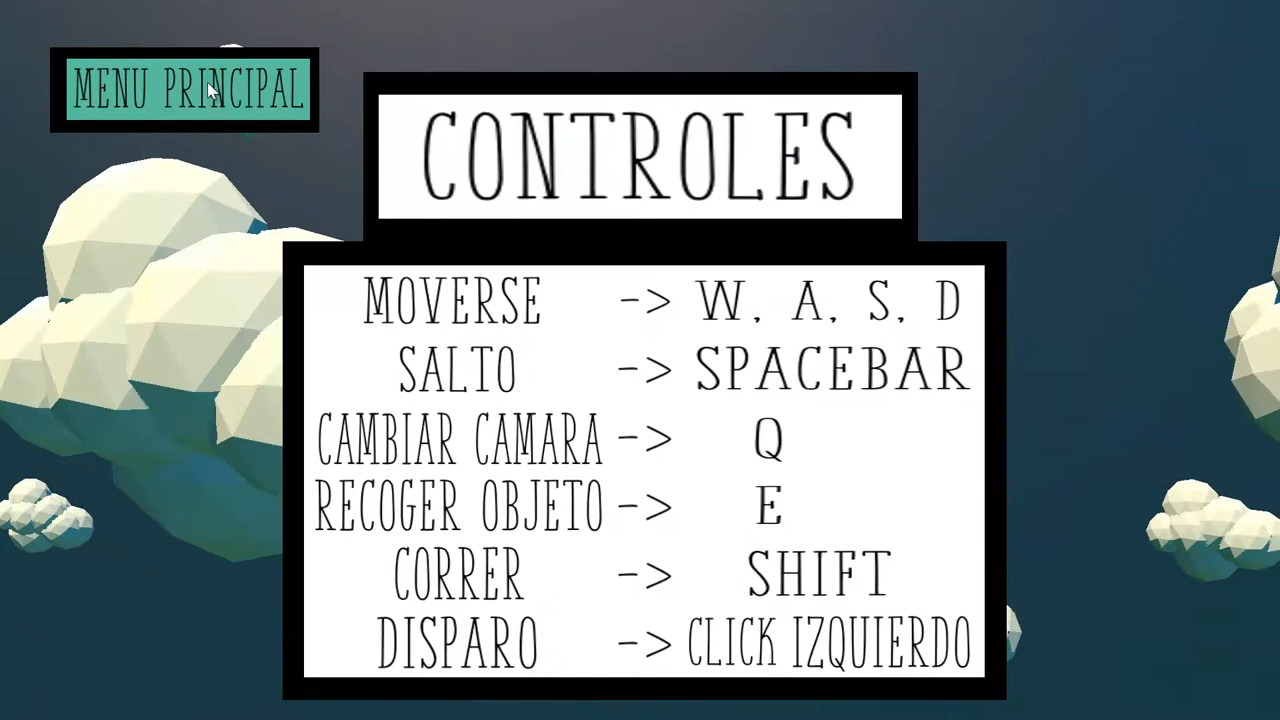 MENU PRINCIPAL
CONTROLES
MOVERSE -> W, A, S, D
SALTO -> SPACEBAR
CAMBIAR CAMARA -> Q
RECOGER OBJETO -> E
CORRER -> SHIFT
DISPARO -> CLICK IZQUIERDO